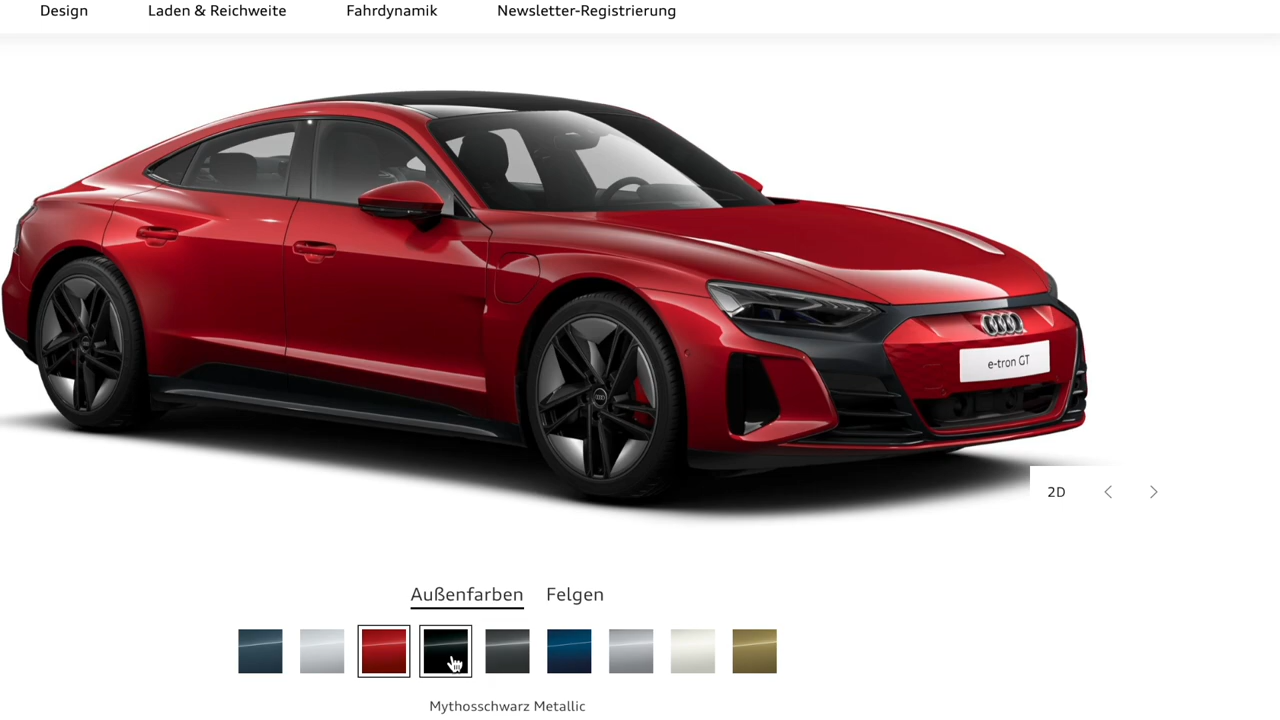 Design Laden & Reichweite Fahrdynamik Newsletter-Registrierung
e-tron GT
2D
Außenfarben Felgen
Mythosschwarz Metallic